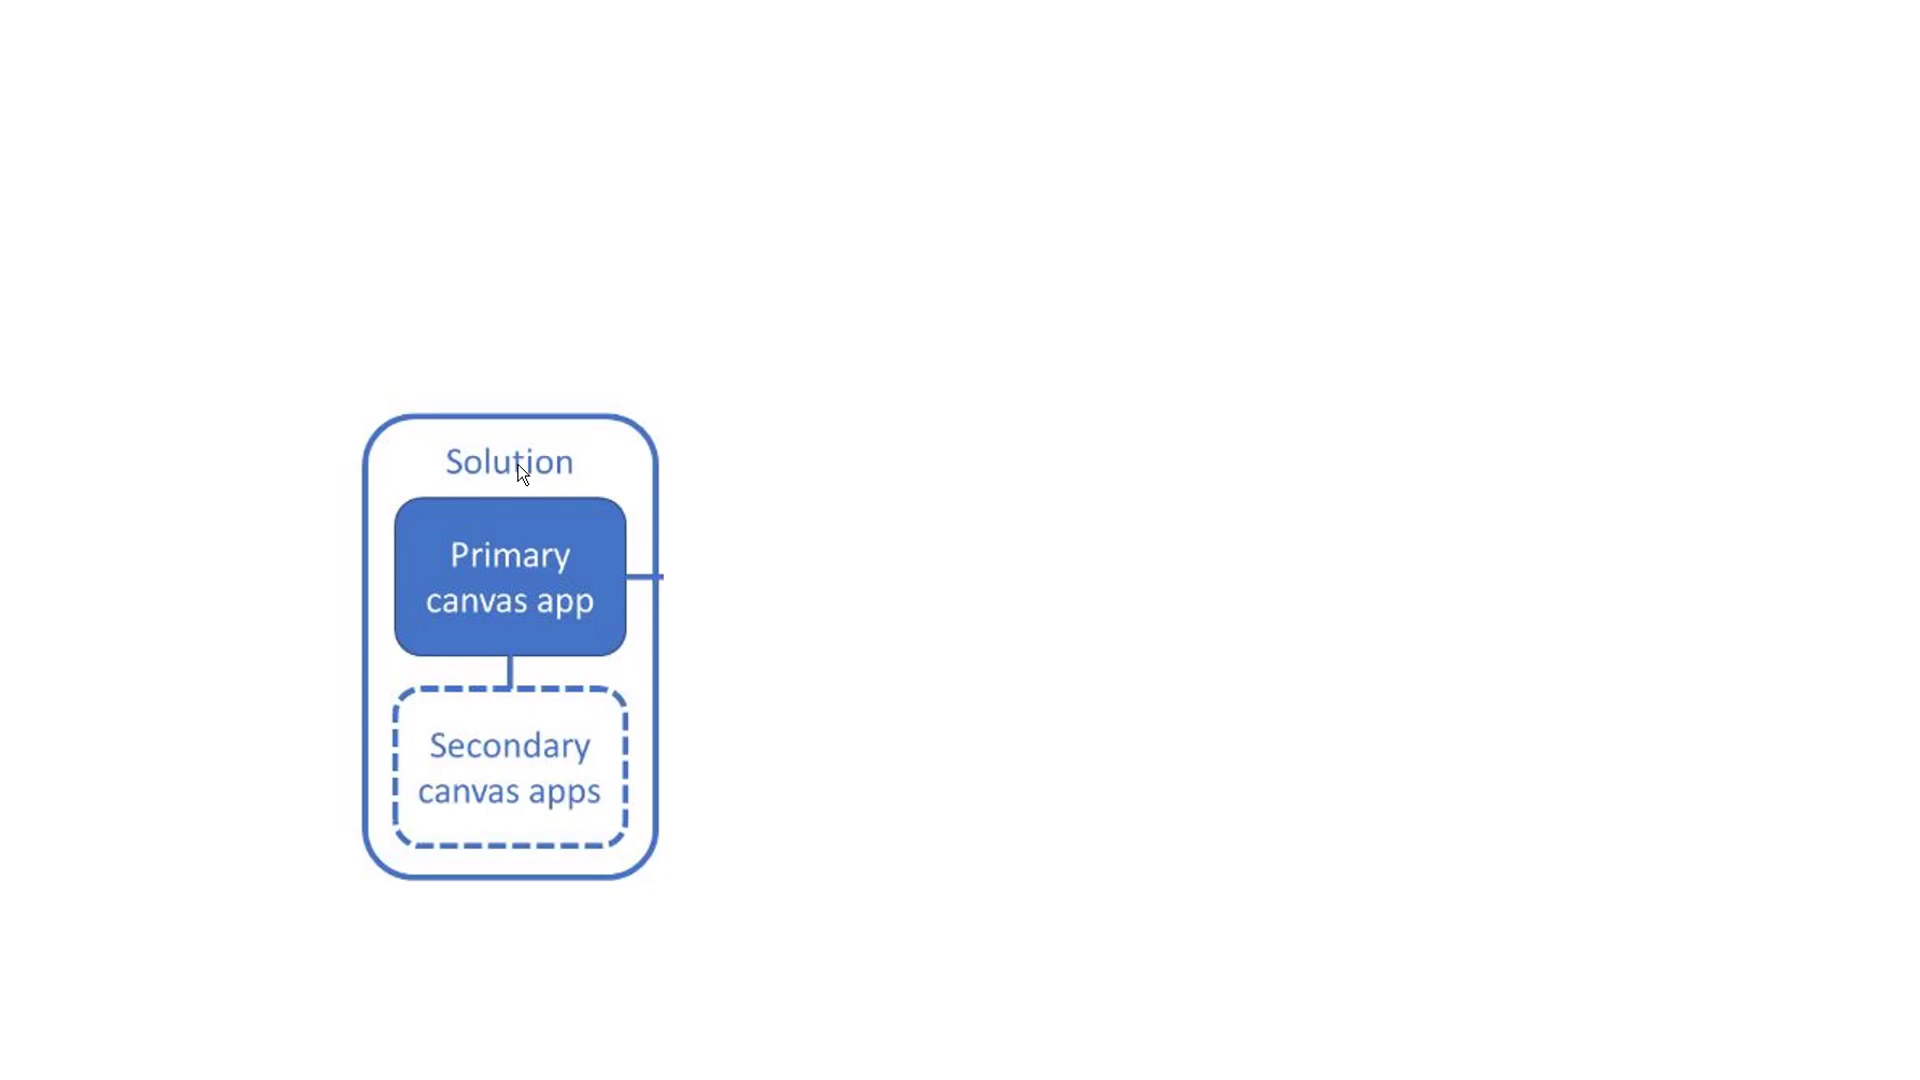 Solution
Primary
canvas app
Secondary
canvas apps